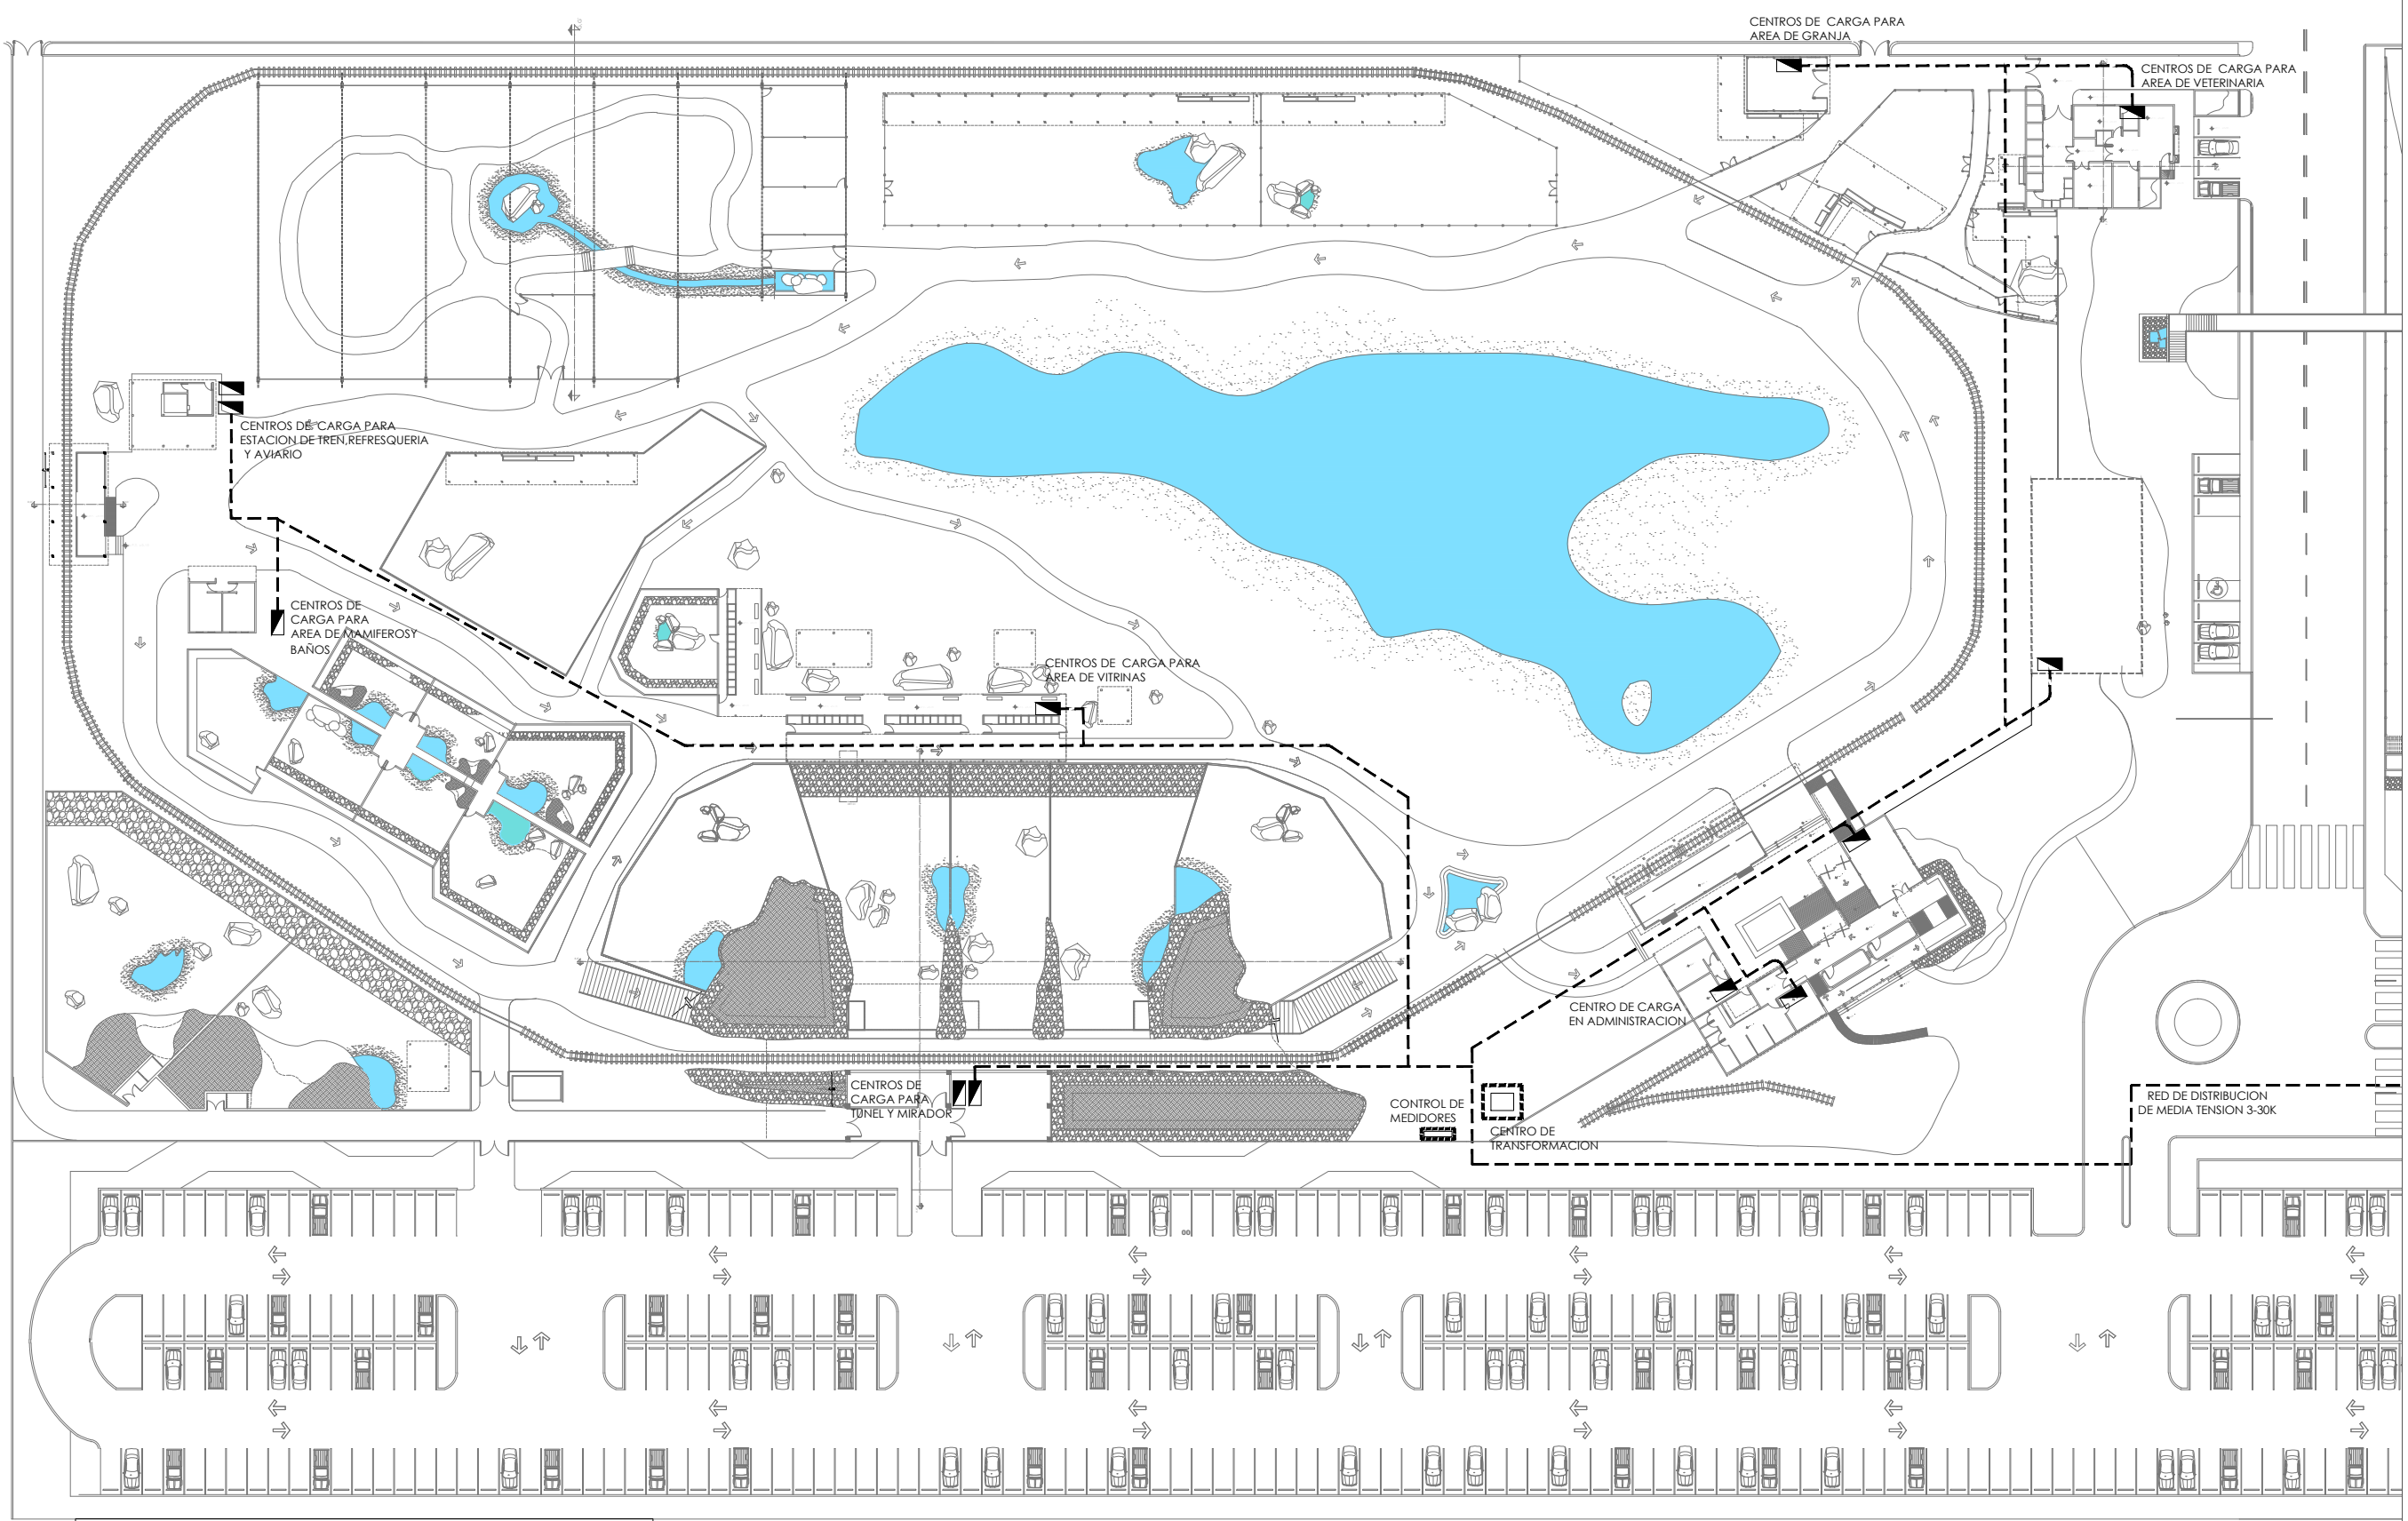 CENTROS DE CARGA PARA
AREA DE GRANJA
CENTROS DE CARGA PARA
AREA DE VETERINARIA
CENTROS DE CARGA PARA
ESTACION DE TREN,REFRESQUERIA
Y AVIARIO
CENTROS DE
CARGA PARA
AREA DE MAMIFEROSY
BAÑOS
CENTROS DE CARGA PARA
AREA DE VITRINAS
CENTRO DE CARGA
EN ADMINISTRACION
CENTROS DE
CARGA PARA
TUNEL Y MIRADOR
CONTROL DE
MEDIDORES
CENTRO DE
TRANSFORMACION
RED DE DISTRIBUCION
DE MEDIA TENSION 3-30K